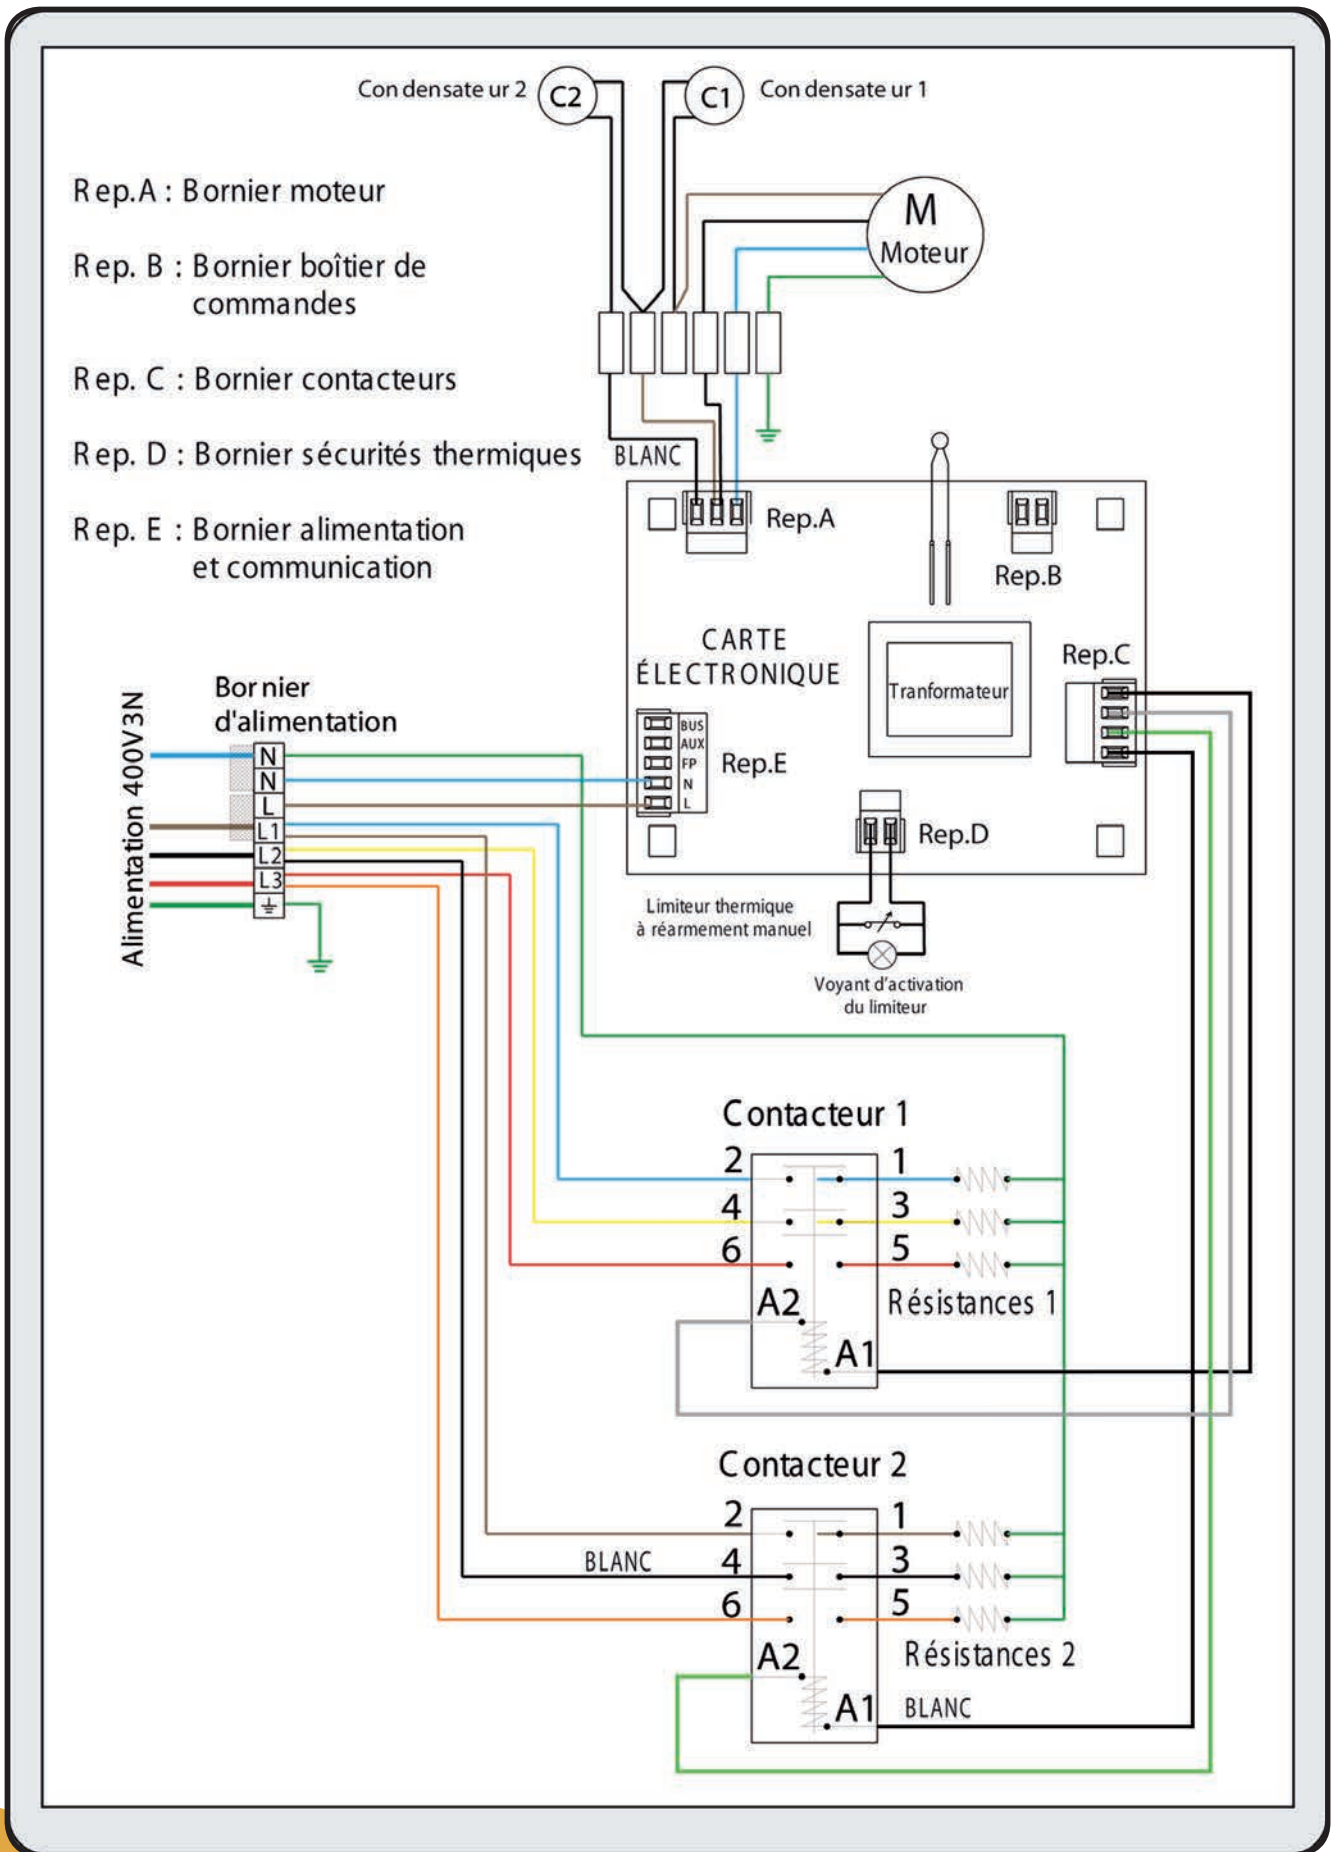 Condensateur 2
C2
C1
Condensateur 1
Rep.A : Bornier moteur
M
Moteur
Rep. B : Bornier boîtier de
commandes
Rep. C : Bornier contacteurs
Rep. D : Bornier sécurités thermiques
BLANC
Rep. E : Bornier alimentation
et communication
Rep.A
Rep.B
CARTE
ÉLECTRONIQUE
Rep.C
Tranformateur
Bornier
d'alimentation
Alimentation 400V3N
N
N
L
L1
L2
L3
BUS
AUX
FP
N
L
Rep.E
Rep.D
Limiteur thermique
à réarmement manuel
Voyant d'activation
du limiteur
Contacteur 1
2
1
4
3
6
5
A2
Résistances 1
A1
Contacteur 2
2
1
BLANC
4
3
6
5
A2
Résistances 2
A1
BLANC